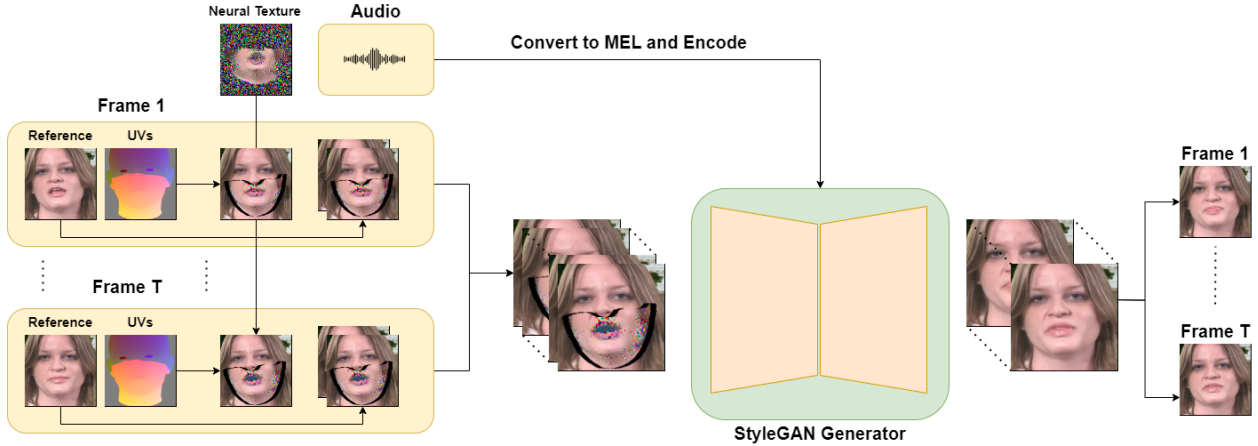 Neural Texture
Audio
Convert to MEL and Encode
Frame 1
Reference
UVs
Frame T
Reference
UVs
StyleGAN Generator
Frame 1
Frame T